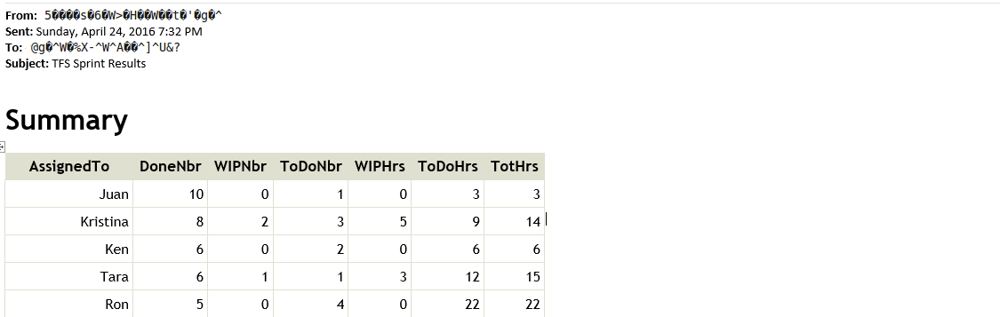 From:
Sent: Sunday, April 24, 2016 7:32 PM
To:
Subject: TFS Sprint Results
Summary
AssignedTo DoneNbr WIPNbr ToDoNbr WIPHrs ToDoHrs TotHrs
Juan 10 0 1 0 3 3
Kristina 8 2 3 5 9 14
Ken 6 0 2 0 6 6
Tara 6 1 1 3 12 15
Ron 5 0 4 0 22 22